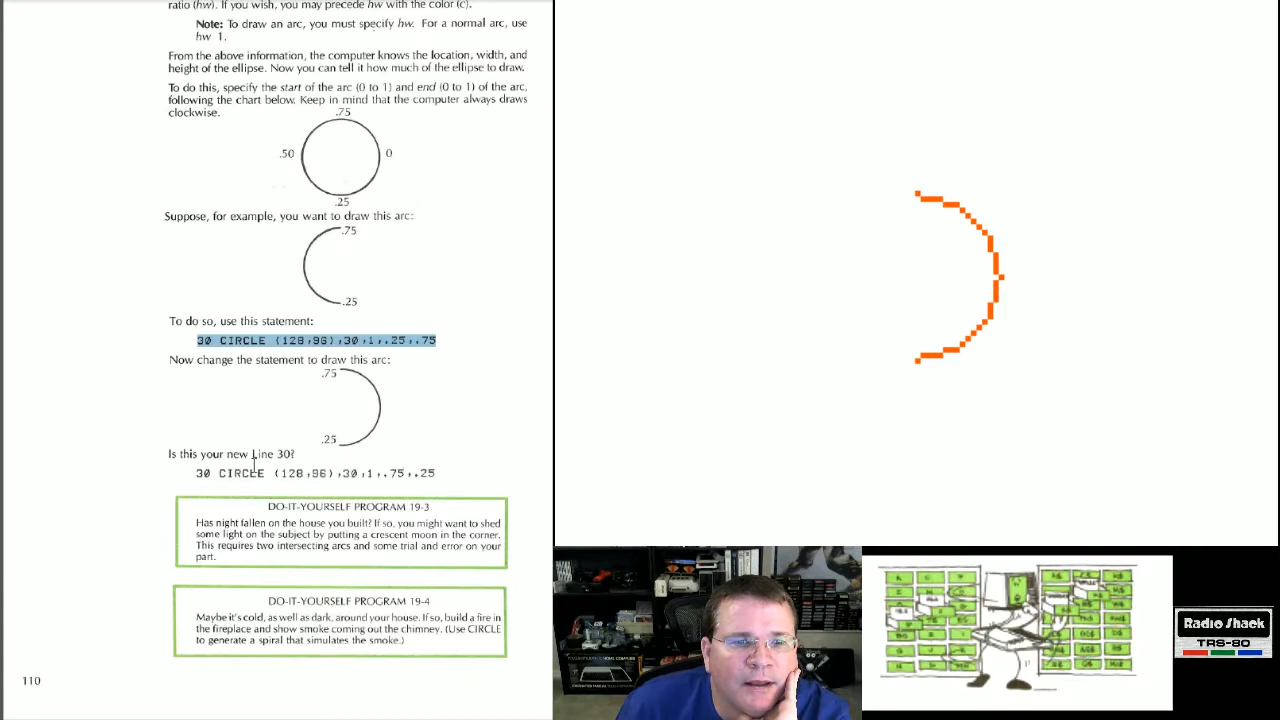 ratio (hw). If you wish, you may precede hw with the color (c).
Note: To draw an arc, you must specify hw. For a normal arc, use
hw 1.
From the above information, the computer knows the location, width, and
height of the ellipse. Now you can tell it how much of the ellipse to draw.
To do this, specify the start of the arc (0 to 1) and end (0 to 1) of the arc,
following the chart below. Keep in mind that the computer always draws
clockwise.
.75
.50
0
.25
Suppose, for example, you want to draw this arc:
.75
.25
To do so, use this statement:
30 CIRCLE (128,96),30,1,.25,.75
Now change the statement to draw this arc:
.75
.25
Is this your new Line 30?
30 CIRCLE (128,96),30,1,.75,.25
DO-IT-YOURSELF PROGRAM 19-3
Has night fallen on the house you built? If so, you might want to shed
some light on the subject by putting a crescent moon in the corner.
This requires two intersecting arcs and some trial and error on your
part.
DO-IT-YOURSELF PROGRAM 19-4
Maybe it's cold, as well as dark, around your house. If so, build a fire in
the fireplace and show smoke coming out the chimney. (Use CIRCLE
to generate a spiral that simulates the smoke.)
110
Radio Shack
TRS-80